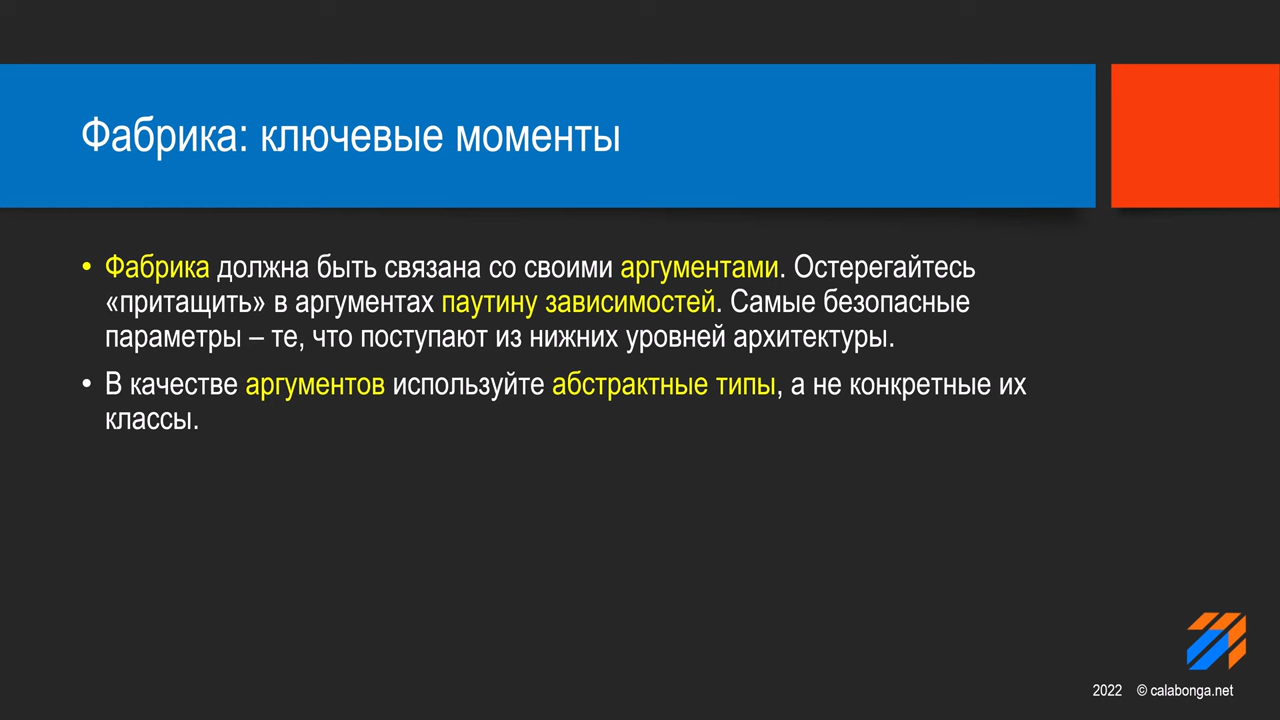 Фабрика: ключевые моменты
• Фабрика должна быть связана со своими аргументами. Остерегайтесь
«притащить» в аргументах паутину зависимостей. Самые безопасные
параметры – те, что поступают из нижних уровней архитектуры.
• В качестве аргументов используйте абстрактные типы, а не конкретные их
классы.
2022 © calabonga.net